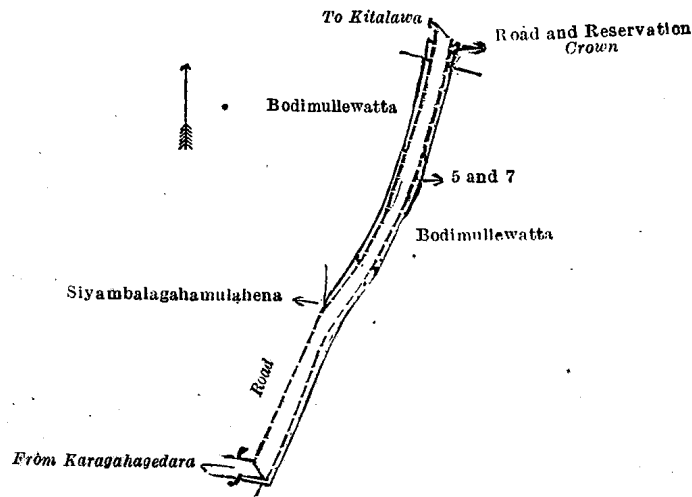 To Kitalawa
Road and Reservation
Crown
Bodimullewatta
5 and 7
Bodimullewatta
Siyambalagahamulahena
Road
From Karagahagedara